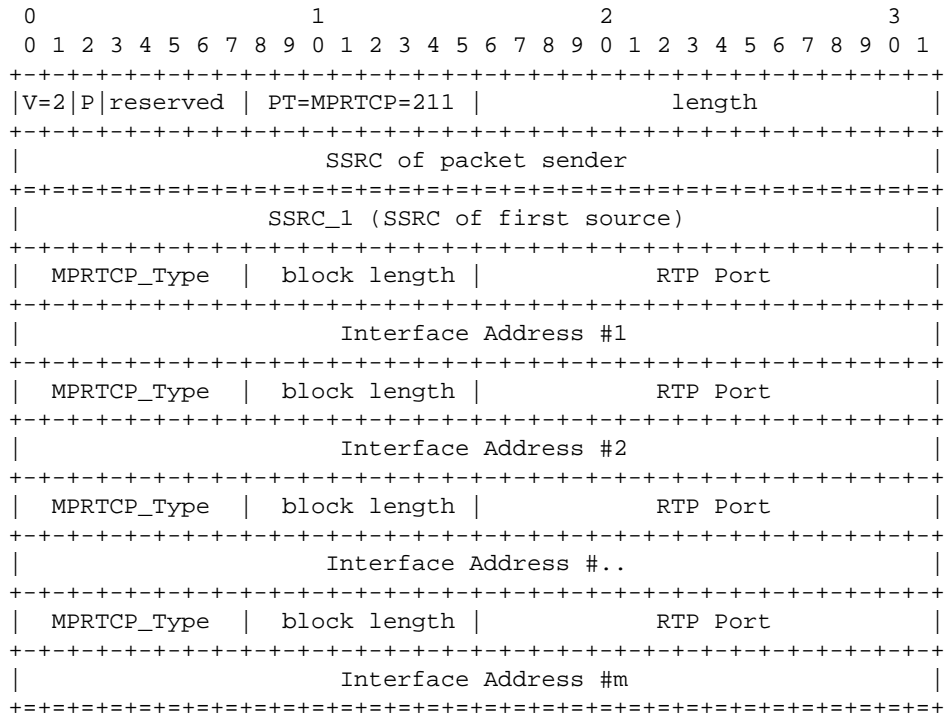 0                   1                   2                   3
 0 1 2 3 4 5 6 7 8 9 0 1 2 3 4 5 6 7 8 9 0 1 2 3 4 5 6 7 8 9 0 1
+-+-+-+-+-+-+-+-+-+-+-+-+-+-+-+-+-+-+-+-+-+-+-+-+-+-+-+-+-+-+-+-+
|V=2|P|reserved | PT=MPRTCP=211 |             length            |
+-+-+-+-+-+-+-+-+-+-+-+-+-+-+-+-+-+-+-+-+-+-+-+-+-+-+-+-+-+-+-+-+
|                     SSRC of packet sender                     |
+=+=+=+=+=+=+=+=+=+=+=+=+=+=+=+=+=+=+=+=+=+=+=+=+=+=+=+=+=+=+=+=+
|                 SSRC_1 (SSRC of first source)                 |
+-+-+-+-+-+-+-+-+-+-+-+-+-+-+-+-+-+-+-+-+-+-+-+-+-+-+-+-+-+-+-+-+
|  MPRTCP_Type  |  block length |            RTP Port           |
+-+-+-+-+-+-+-+-+-+-+-+-+-+-+-+-+-+-+-+-+-+-+-+-+-+-+-+-+-+-+-+-+
|                      Interface Address #1                     |
+-+-+-+-+-+-+-+-+-+-+-+-+-+-+-+-+-+-+-+-+-+-+-+-+-+-+-+-+-+-+-+-+
|  MPRTCP_Type  |  block length |            RTP Port           |
+-+-+-+-+-+-+-+-+-+-+-+-+-+-+-+-+-+-+-+-+-+-+-+-+-+-+-+-+-+-+-+-+
|                      Interface Address #2                     |
+-+-+-+-+-+-+-+-+-+-+-+-+-+-+-+-+-+-+-+-+-+-+-+-+-+-+-+-+-+-+-+-+
|  MPRTCP_Type  |  block length |            RTP Port           |
+-+-+-+-+-+-+-+-+-+-+-+-+-+-+-+-+-+-+-+-+-+-+-+-+-+-+-+-+-+-+-+-+
|                     Interface Address #..                     |
+-+-+-+-+-+-+-+-+-+-+-+-+-+-+-+-+-+-+-+-+-+-+-+-+-+-+-+-+-+-+-+-+
|  MPRTCP_Type  |  block length |            RTP Port           |
+-+-+-+-+-+-+-+-+-+-+-+-+-+-+-+-+-+-+-+-+-+-+-+-+-+-+-+-+-+-+-+-+
|                      Interface Address #m                     |
+=+=+=+=+=+=+=+=+=+=+=+=+=+=+=+=+=+=+=+=+=+=+=+=+=+=+=+=+=+=+=+=+